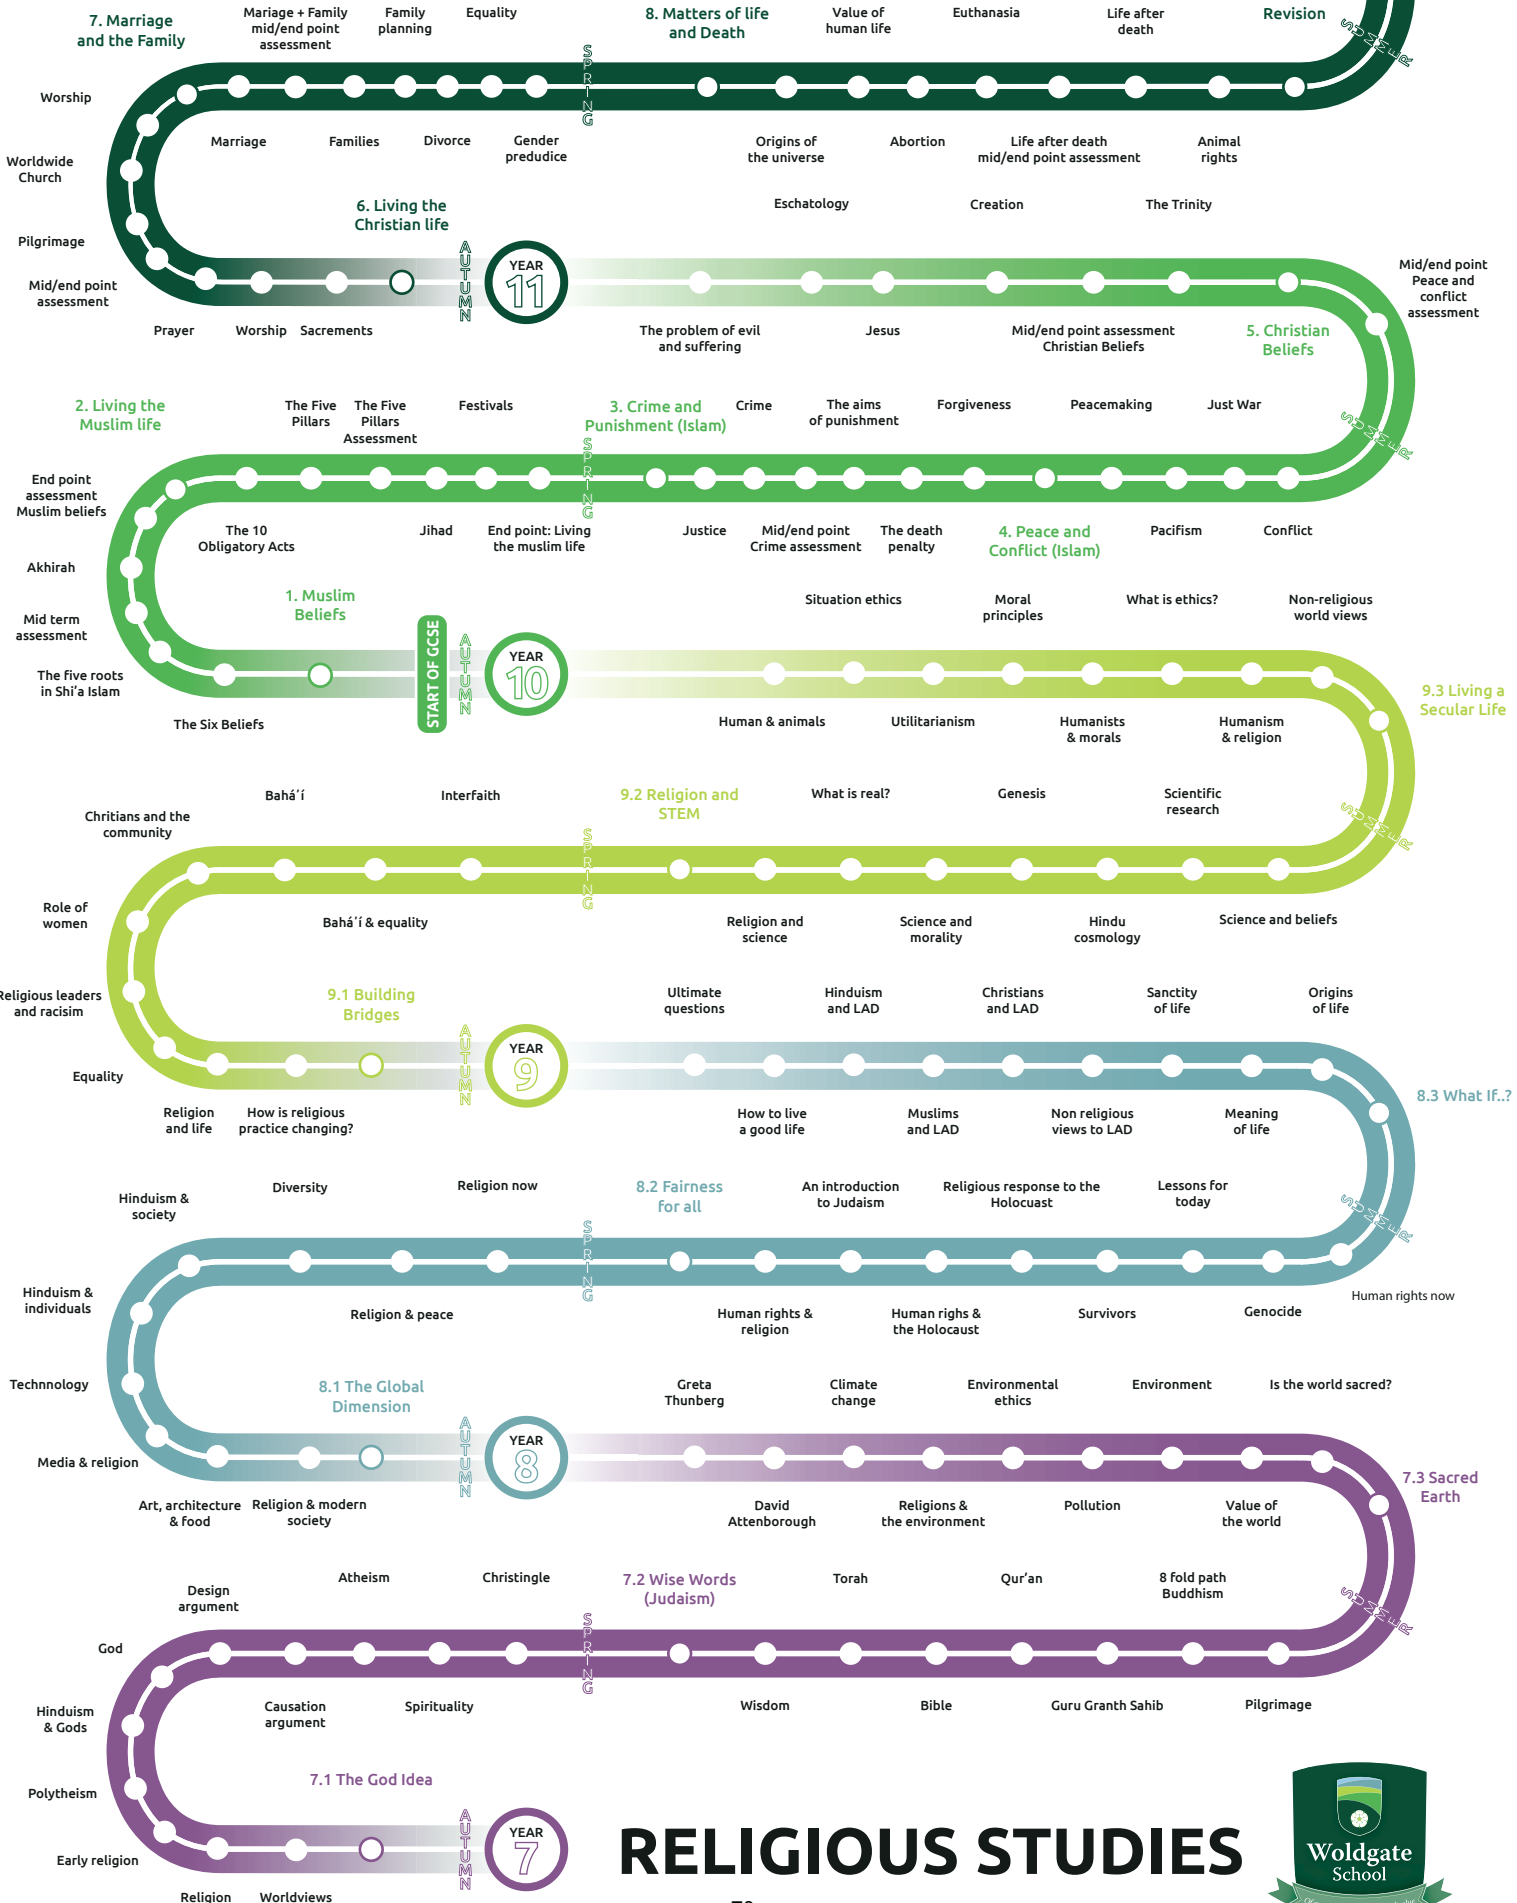 7. Marriage
and the Family
Mariage + Family
mid/end point
assessment
Family
planning
Equality
8. Matters of life
and Death
Value of
human life
Euthanasia
Life after
death
Revision
SUMMER
SPRING
Worship
Worldwide
Church
Pilgrimage
Mid/end point
assessment
Marriage
Families
Divorce
Gender
predudice
Origins of
the universe
Abortion
Life after death
mid/end point assessment
Animal
rights
6. Living the
Christian life
AUTUMN
YEAR
11
Eschatology
Creation
The Trinity
Mid/end point
Peace and
conflict
assessment
Prayer
Worship
Sacrements
The problem of evil
and suffering
Jesus
Mid/end point assessment
Christian Beliefs
5. Christian
Beliefs
2. Living the
Muslim life
The Five
Pillars
The Five
Pillars
Assessment
Festivals
3. Crime and
Punishment (Islam)
Crime
The aims
of punishment
Forgiveness
Peacemaking
Just War
SUMMER
SPRING
End point
assessment
Muslim beliefs
Akhirah
Mid term
assessment
The five roots
in Shi’a Islam
The 10
Obligatory Acts
Jihad
End point: Living
the muslim life
Justice
Mid/end point
Crime assessment
The death
penalty
4. Peace and
Conflict (Islam)
Pacifism
Conflict
1. Muslim
Beliefs
START OF GCSE
AUTUMN
YEAR
10
Situation ethics
Moral
principles
What is ethics?
Non-religious
world views
9.3 Living a
Secular Life
The Six Beliefs
Human & animals
Utilitarianism
Humanists
& morals
Humanism
& religion
Chritians and the
community
Bahá’í
Interfaith
9.2 Religion and
STEM
What is real?
Genesis
Scientific
research
SUMMER
SPRING
Role of
women
Religious leaders
and racisim
Equality
Bahá’í & equality
Religion and
science
Science and
morality
Hindu
cosmology
Science and beliefs
9.1 Building
Bridges
AUTUMN
YEAR
9
Ultimate
questions
Hinduism
and LAD
Christians
and LAD
Sanctity
of life
Origins
of life
8.3 What If..?
Religion
and life
How is religious
practice changing?
How to live
a good life
Muslims
and LAD
Non religious
views to LAD
Meaning
of life
Hinduism &
society
Diversity
Religion now
8.2 Fairness
for all
An introduction
to Judaism
Religious response to the
Holocuast
Lessons for
today
SUMMER
SPRING
Hinduism &
individuals
Technnology
Media & religion
Religion & peace
Human rights &
religion
Human righs &
the Holocaust
Survivors
Genocide
Human rights now
8.1 The Global
Dimension
AUTUMN
YEAR
8
Greta
Thunberg
Climate
change
Environmental
ethics
Environment
Is the world sacred?
7.3 Sacred
Earth
Art, architecture
& food
Religion & modern
society
David
Attenborough
Religions &
the environment
Pollution
Value of
the world
Design
argument
Atheism
Christingle
7.2 Wise Words
(Judaism)
Torah
Qur’an
8 fold path
Buddhism
SUMMER
SPRING
God
Hinduism
& Gods
Polytheism
Early religion
Causation
argument
Spirituality
Wisdom
Bible
Guru Granth Sahib
Pilgrimage
7.1 The God Idea
AUTUMN
YEAR
7
Religion
Worldviews
RELIGIOUS STUDIES
Woldgate
School